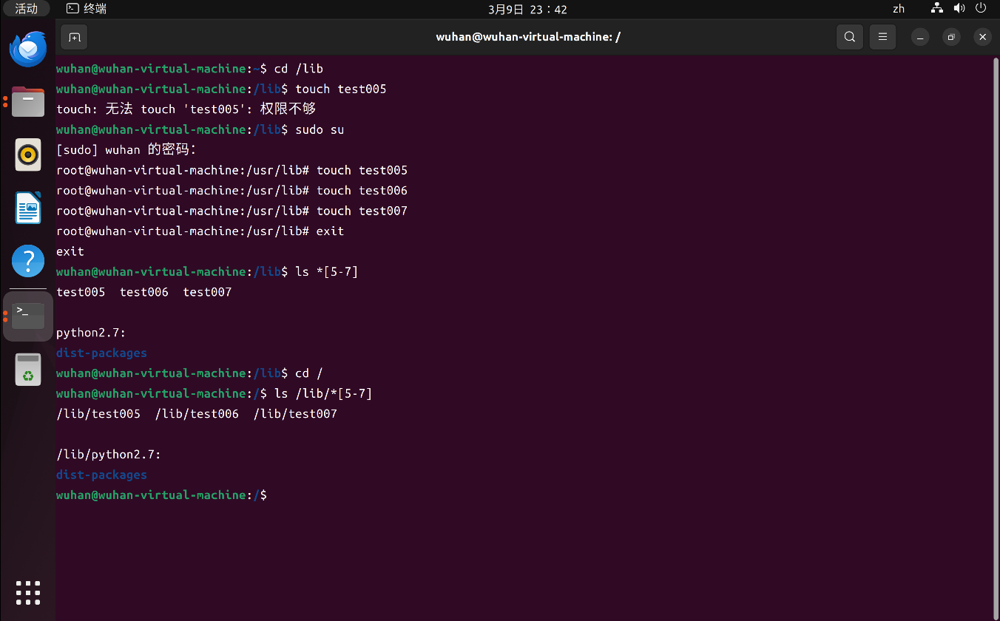 活动
终端
3月9日 23：42
zh
wuhan@wuhan-virtual-machine: /
wuhan@wuhan-virtual-machine:~$ cd /lib
wuhan@wuhan-virtual-machine:/lib$ touch test005
touch: 无法 touch 'test005': 权限不够
wuhan@wuhan-virtual-machine:/lib$ sudo su
[sudo] wuhan 的密码：
root@wuhan-virtual-machine:/usr/lib# touch test005
root@wuhan-virtual-machine:/usr/lib# touch test006
root@wuhan-virtual-machine:/usr/lib# touch test007
root@wuhan-virtual-machine:/usr/lib# exit
exit
wuhan@wuhan-virtual-machine:/lib$ ls *[5-7]
test005  test006  test007
python2.7:
dist-packages
wuhan@wuhan-virtual-machine:/lib$ cd /
wuhan@wuhan-virtual-machine:/$ ls /lib/*[5-7]
/lib/test005  /lib/test006  /lib/test007
/lib/python2.7:
dist-packages
wuhan@wuhan-virtual-machine:/$